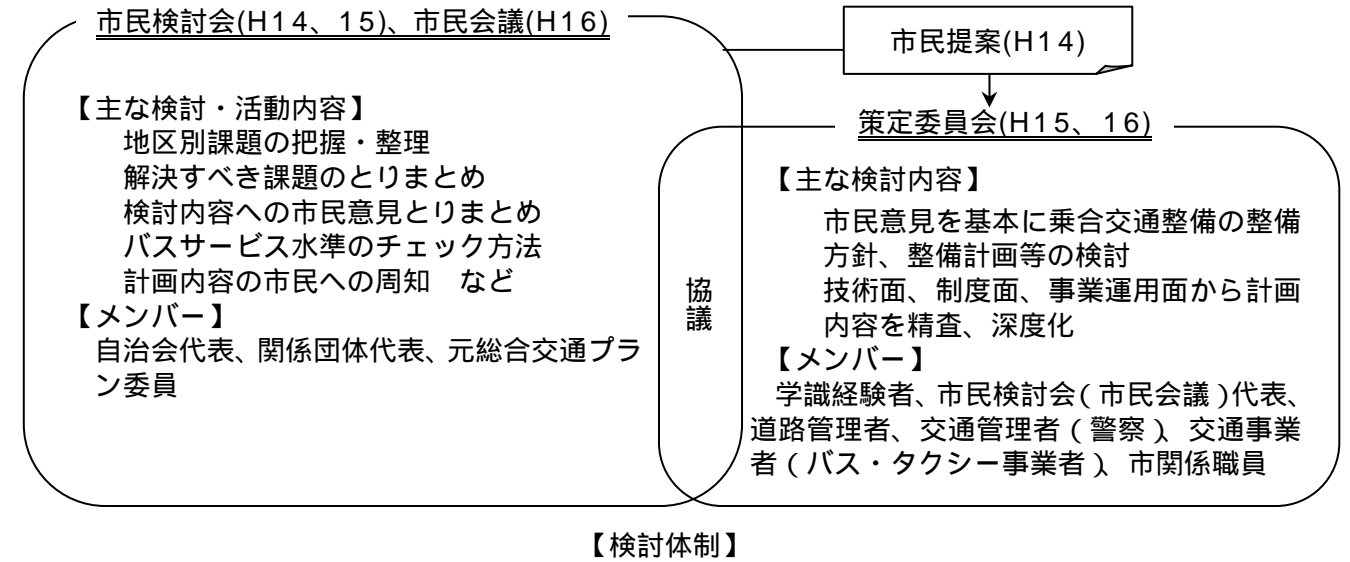 市民検討会(H14、15)、市民会議(H16)
【主な検討・活動内容】
地区別課題の把握・整理
解決すべき課題のとりまとめ
検討内容への市民意見とりまとめ
バスサービス水準のチェック方法
計画内容の市民への周知　など
【メンバー】
自治会代表、関係団体代表、元総合交通プラ
ン委員
協議
市民提案(H14)
策定委員会(H15、16)
【主な検討内容】
市民意見を基本に乗合交通整備の整備
方針、整備計画等の検討
技術面、制度面、事業運用面から計画
内容を精査、深度化
【メンバー】
学識経験者、市民検討会(市民会議)代表、
道路管理者、交通管理者(警察)、交通事業
者(バス・タクシー事業者)、市関係職員
【検討体制】